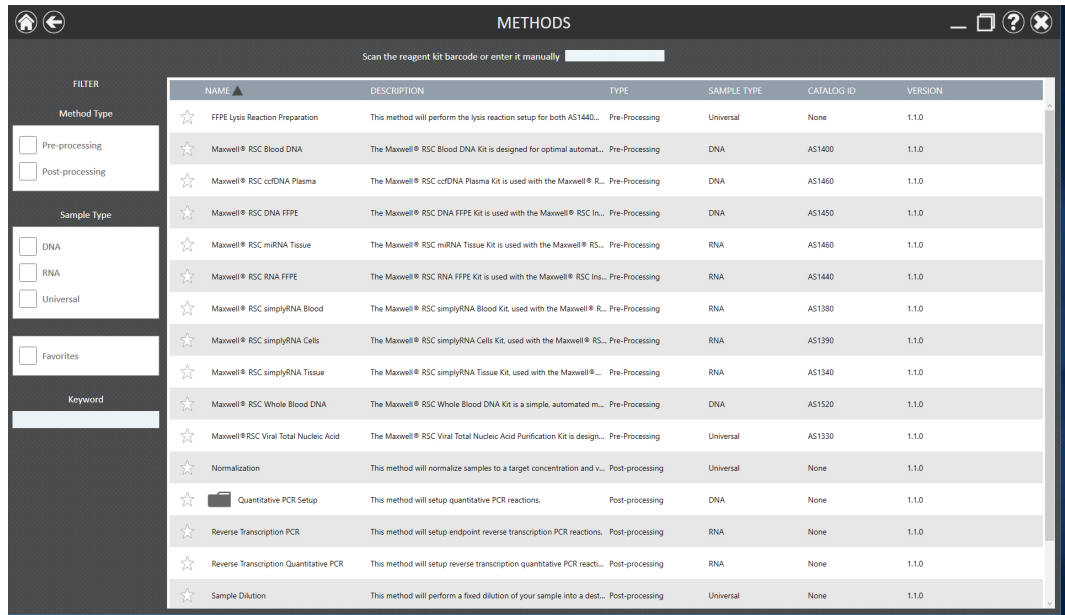 METHODS
Scan the reagent kit barcode or enter it manually
FILTER
Method Type
Pre-processing
Post-processing
Sample Type
DNA
RNA
Universal
Favorites
Keyword
NAME DESCRIPTION TYPE SAMPLE TYPE CATALOG ID VERSION
FFPE Lysis Reaction Preparation This method will perform the lysis reaction setup for both AS1440... Pre-Processing Universal None 1.1.0
Maxwell® RSC Blood DNA The Maxwell® RSC Blood DNA Kit is designed for optimal automat... Pre-Processing DNA AS1400 1.1.0
Maxwell® RSC ccfDNA Plasma The Maxwell® RSC ccfDNA Plasma Kit is used with the Maxwell® R... Pre-Processing DNA AS1460 1.1.0
Maxwell® RSC DNA FFPE The Maxwell® RSC DNA FFPE Kit is used with the Maxwell® RSC In... Pre-Processing DNA AS1450 1.1.0
Maxwell® RSC miRNA Tissue The Maxwell® RSC miRNA Tissue Kit is used with the Maxwell® RS... Pre-Processing RNA AS1460 1.1.0
Maxwell® RSC RNA FFPE The Maxwell® RSC RNA FFPE Kit is used with the Maxwell® RSC Ins... Pre-Processing RNA AS1440 1.1.0
Maxwell® RSC simplyRNA Blood The Maxwell® RSC simplyRNA Blood Kit, used with the Maxwell® R... Pre-Processing RNA AS1380 1.1.0
Maxwell® RSC simplyRNA Cells The Maxwell® RSC simplyRNA Cells Kit, used with the Maxwell® RS... Pre-Processing RNA AS1390 1.1.0
Maxwell® RSC simplyRNA Tissue The Maxwell® RSC simplyRNA Tissue Kit, used with the Maxwell®... Pre-Processing RNA AS1340 1.1.0
Maxwell® RSC Whole Blood DNA The Maxwell® RSC Whole Blood DNA Kit is a simple, automated m... Pre-Processing DNA AS1520 1.1.0
Maxwell®RSC Viral Total Nucleic Acid The Maxwell® RSC Viral Total Nucleic Acid Purification Kit is design... Pre-Processing Universal AS1330 1.1.0
Normalization This method will normalize samples to a target concentration and v... Post-processing Universal None 1.1.0
Quantitative PCR Setup This method will setup quantitative PCR reactions. Post-processing DNA None 1.1.0
Reverse Transcription PCR This method will setup endpoint reverse transcription PCR reactions. Post-processing RNA None 1.1.0
Reverse Transcription Quantitative PCR This method will setup reverse transcription quantitative PCR reacti... Post-processing RNA None 1.1.0
Sample Dilution This method will perform a fixed dilution of your sample into a dest... Post-processing Universal None 1.1.0